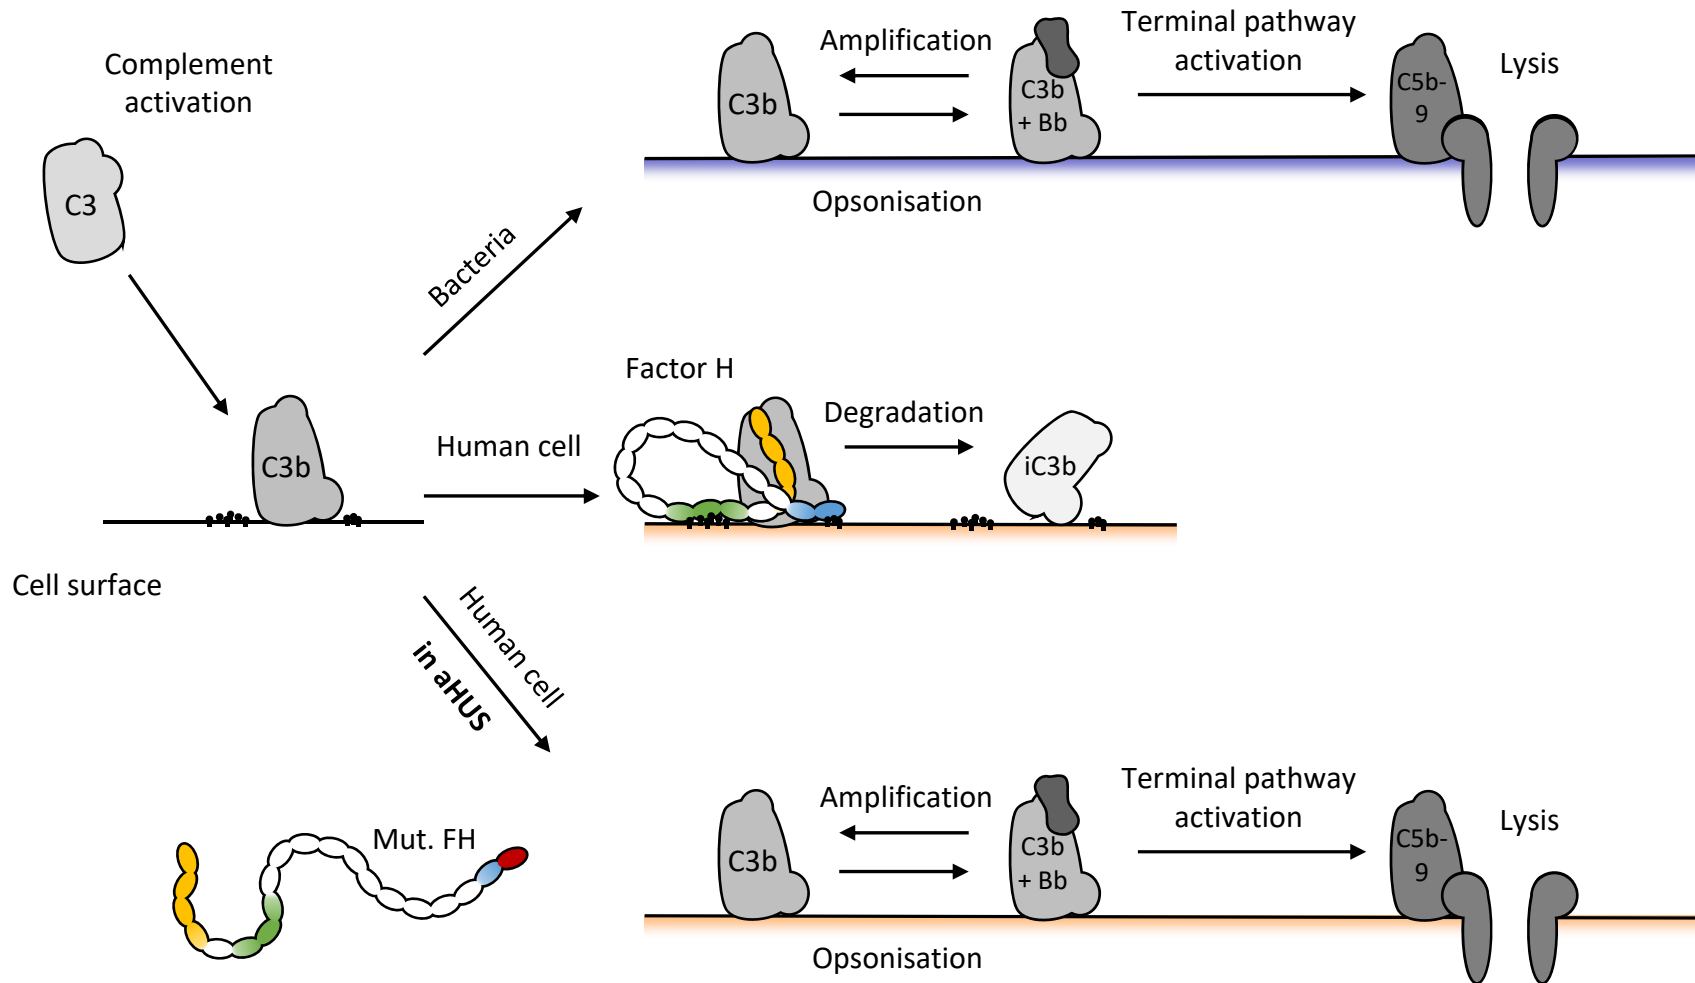 Complement
activation
C3
C3b
Cell surface
Bacteria
C3b
Amplification
C3b
+ Bb
Terminal pathway
activation
C5b-
9
Lysis
Opsonisation
Human cell
Factor H
Degradation
iC3b
Human cell
in aHUS
Mut. FH
C3b
Amplification
C3b
+ Bb
Terminal pathway
activation
C5b-
9
Lysis
Opsonisation